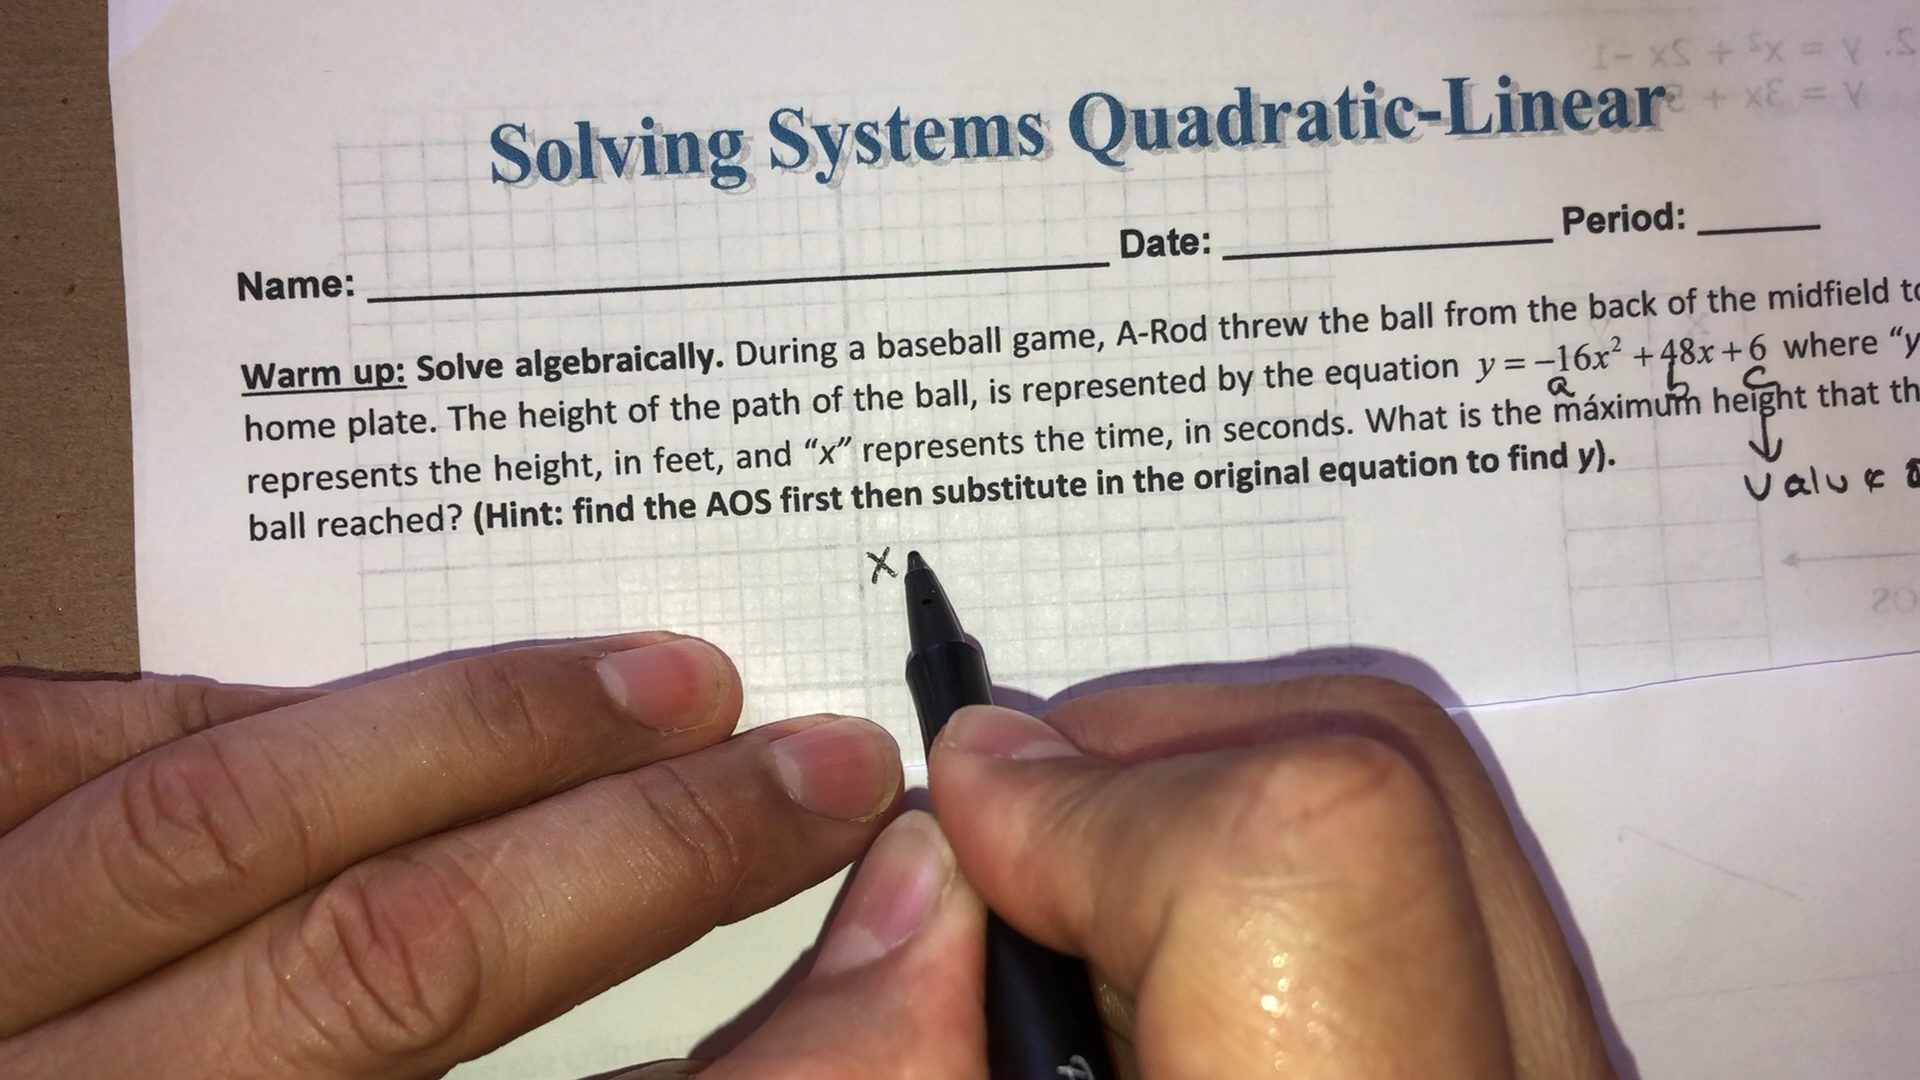 Solving Systems Quadratic-Linear
Name: Date: Period:
Warm up: Solve algebraically. During a baseball game, A-Rod threw the ball from the back of the midfield to
home plate. The height of the path of the ball, is represented by the equation y = −16x² + 48x + 6 where “y
a b c
represents the height, in feet, and “x” represents the time, in seconds. What is the máximum height that th
ball reached? (Hint: find the AOS first then substitute in the original equation to find y).
value
x